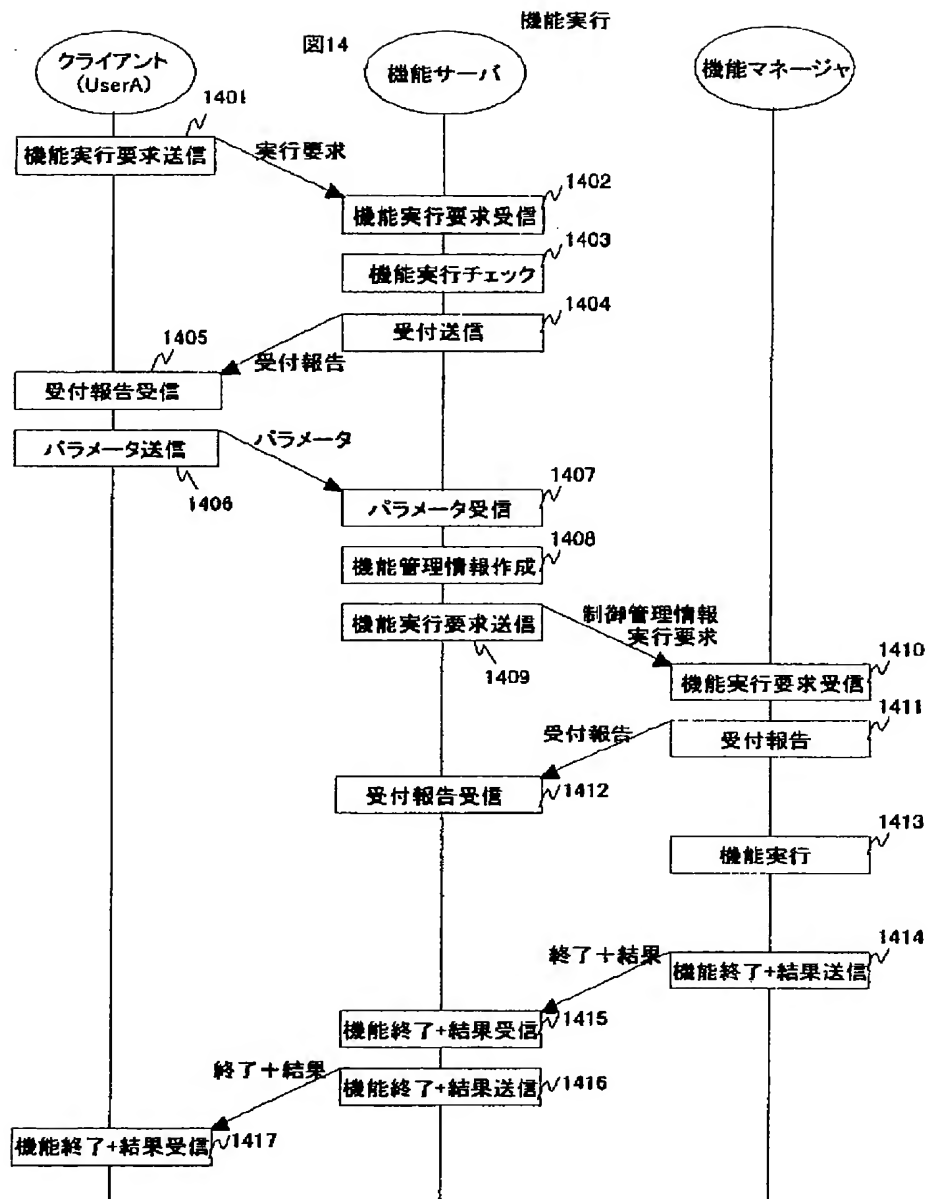 機能実行
図14
クライアント
(UserA)
機能サーバ
機能マネージャ
1401
機能実行要求送信
実行要求
1402
機能実行要求受信
1403
機能実行チェック
1404
受付送信
1405
受付報告
受付報告受信
パラメータ送信
パラメータ
1406
1407
パラメータ受信
1408
機能管理情報作成
機能実行要求送信
制御管理情報
実行要求
1409
1410
機能実行要求受信
1411
受付報告
受付報告
受付報告受信
1412
1413
機能実行
1414
終了+結果
機能終了+結果送信
機能終了+結果受信
1415
終了+結果
機能終了+結果送信
1416
機能終了+結果受信
1417